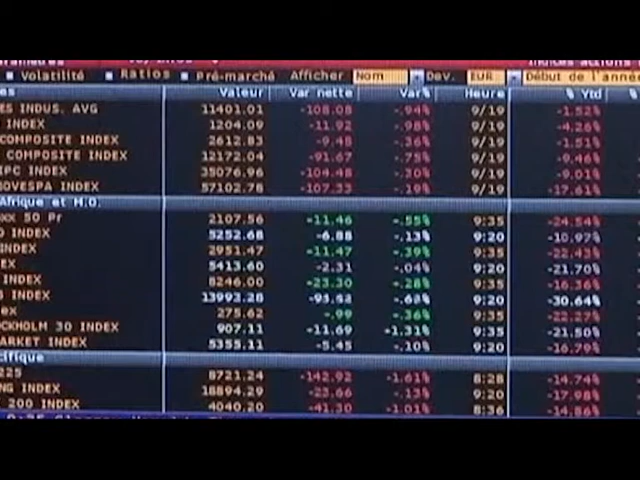 Volatilité Ratios Pré-marché Afficher Nom Dev. EUR Début de l'anné
es Valeur Var nette Var% Heure % Ytd %
ES INDUS. AVG 11401.01 -108.08 -.94% 9/19 -1.52%
INDEX 1204.09 -11.92 -.98% 9/19 -4.26%
COMPOSITE INDEX 2612.83 -9.48 -.36% 9/19 -1.51%
COMPOSITE INDEX 12172.04 -91.67 -.75% 9/19 -9.46%
IPC INDEX 35076.96 -104.48 -.30% 9/19 -9.01%
OVESPA INDEX 57102.78 -107.33 -.19% 9/19 -17.61%
Afrique et M.O.
xx 50 Pr 2107.56 -11.46 -.55% 9:35 -24.54%
O INDEX 5252.68 -6.88 -.13% 9:20 -10.97%
INDEX 2951.47 -11.47 -.39% 9:35 -22.43%
EX 5413.60 -2.31 -.04% 9:20 -21.70%
INDEX 8246.00 -23.30 -.28% 9:35 -16.36%
INDEX 13992.28 -93.53 9:20 -30.64%
ex 275.62 -.99 -.36% 9:35 -22.27%
OCKHOLM 30 INDEX 907.11 -11.69 -1.31% 9:35 -21.50%
ARKET INDEX 5355.11 -5.45 -.10% 9:20 -16.79%
cifique
225 8721.24 -142.92 -1.61% 8:28 -14.74%
NG INDEX 18894.29 -23.66 -.13% 9:20 -17.98%
200 INDEX 4040.20 -41.30 -1.01% 8:36 -14.86%